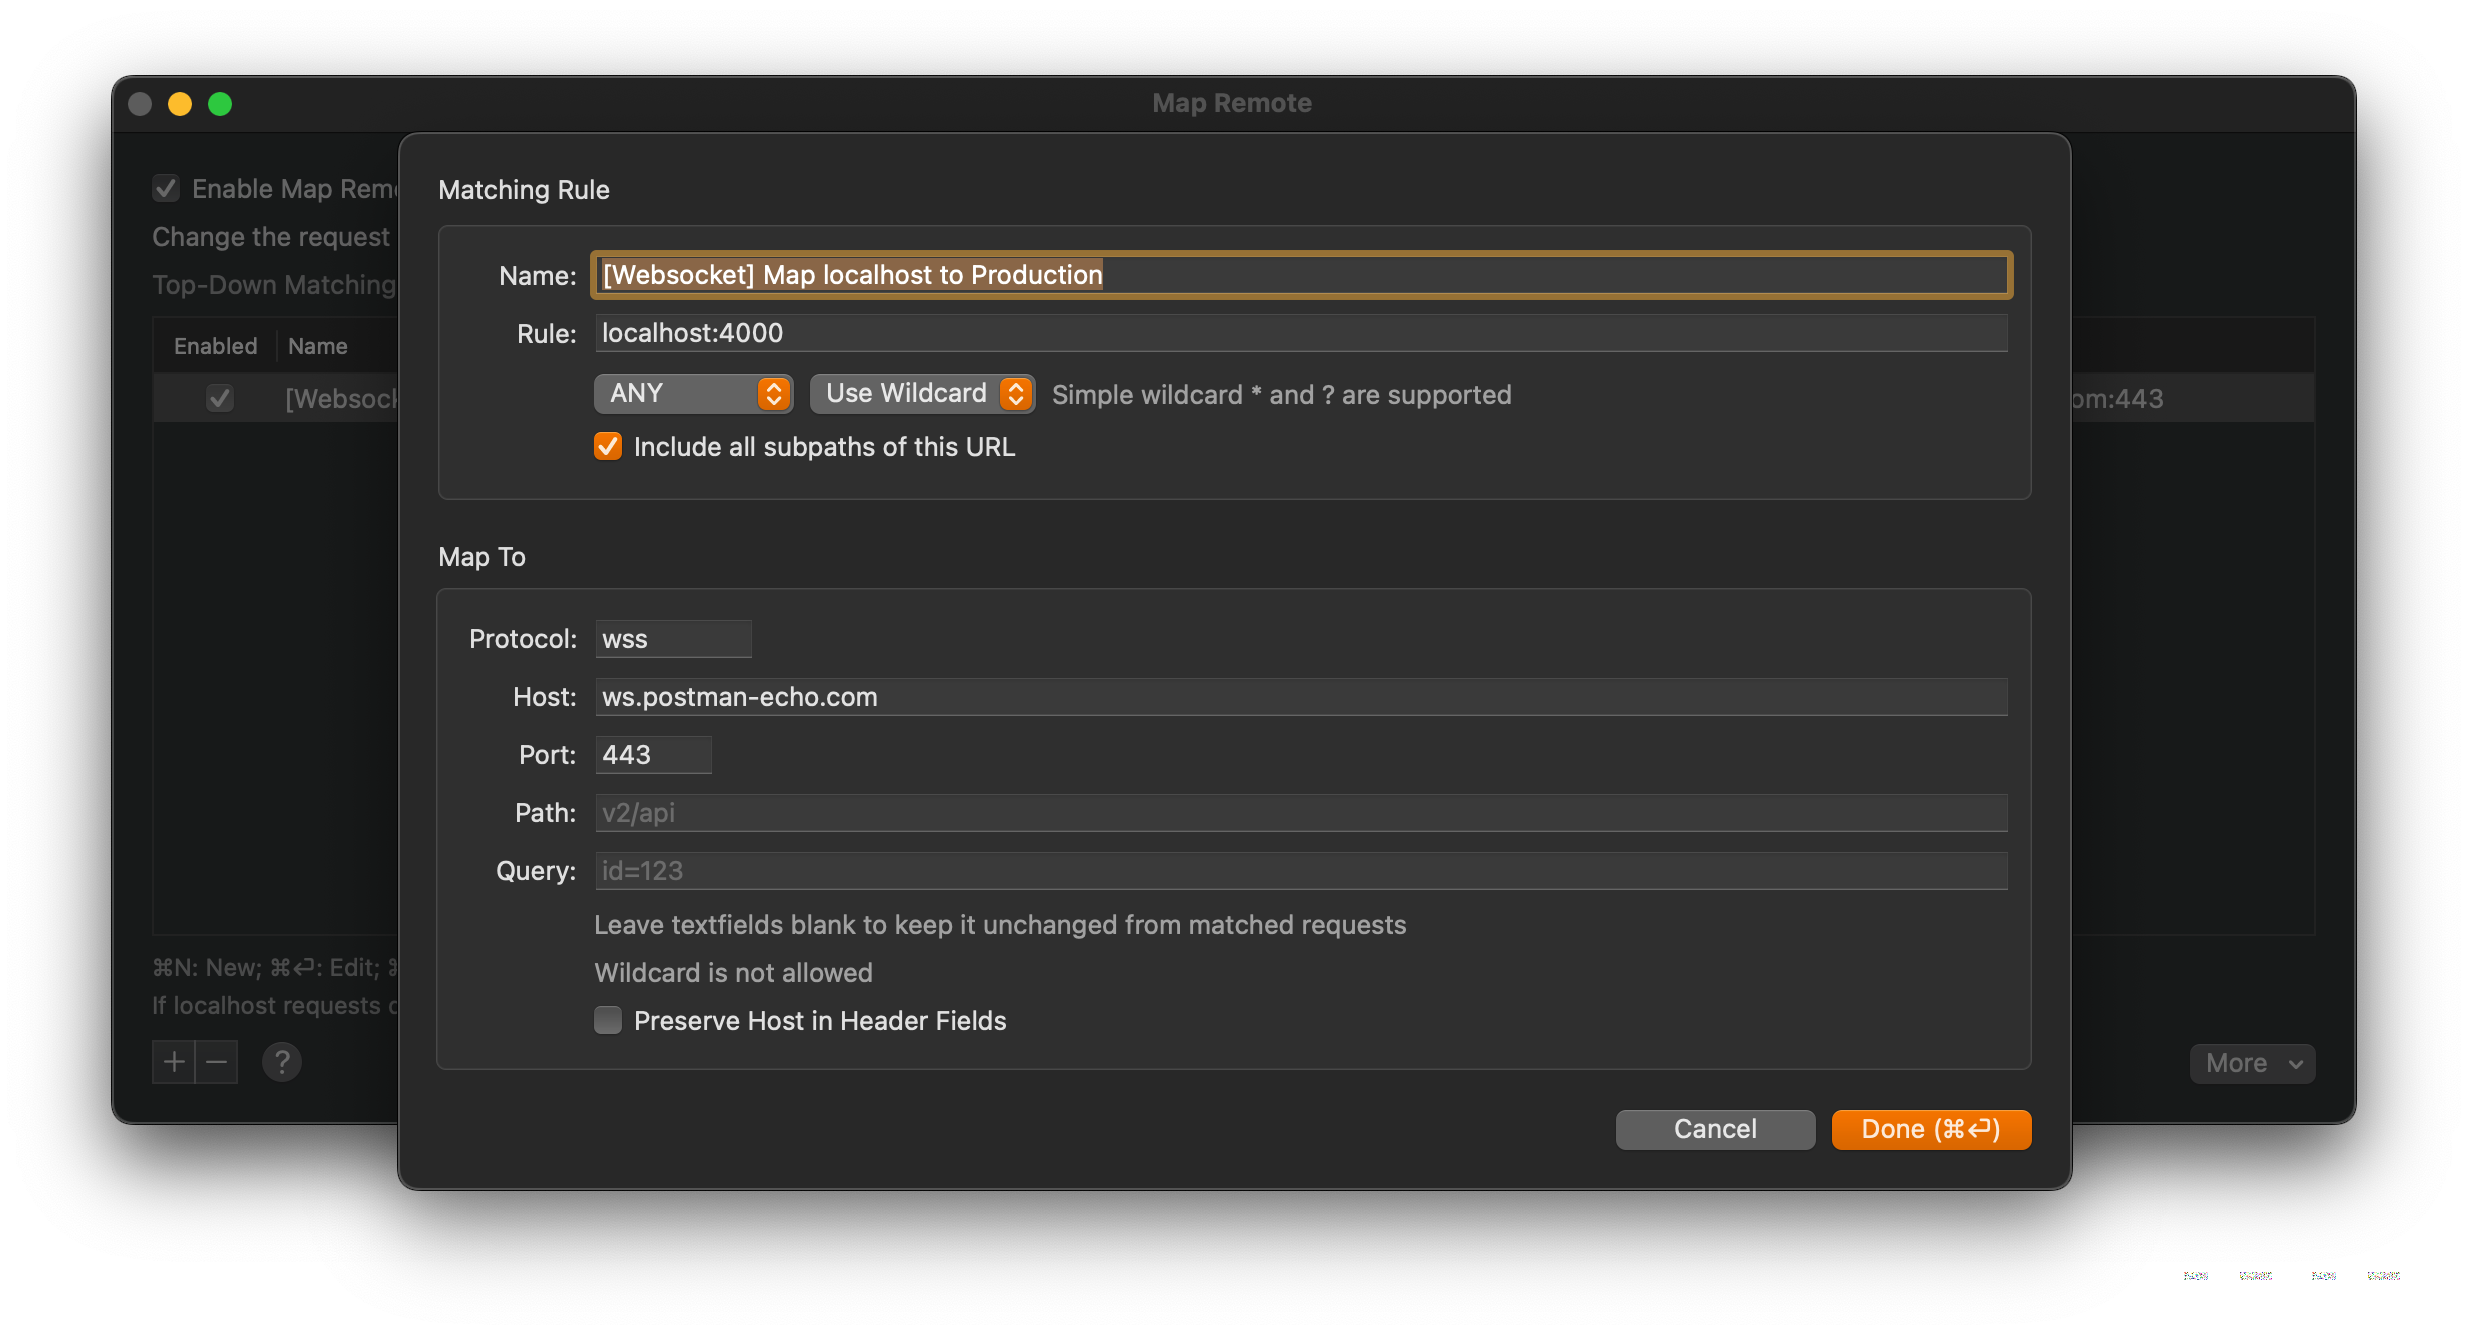 Map Remote
Enable Map Rem
Change the request
Top-Down Matching
Enabled Name
[Websoc
om:443
⌘N: New; ⌘↩: Edit; ⌘
If localhost requests
+ − ?
More
Matching Rule
Name: [Websocket] Map localhost to Production
Rule: localhost:4000
ANY Use Wildcard Simple wildcard * and ? are supported
Include all subpaths of this URL
Map To
Protocol: wss
Host: ws.postman-echo.com
Port: 443
Path: v2/api
Query: id=123
Leave textfields blank to keep it unchanged from matched requests
Wildcard is not allowed
Preserve Host in Header Fields
Cancel Done (⌘↩)